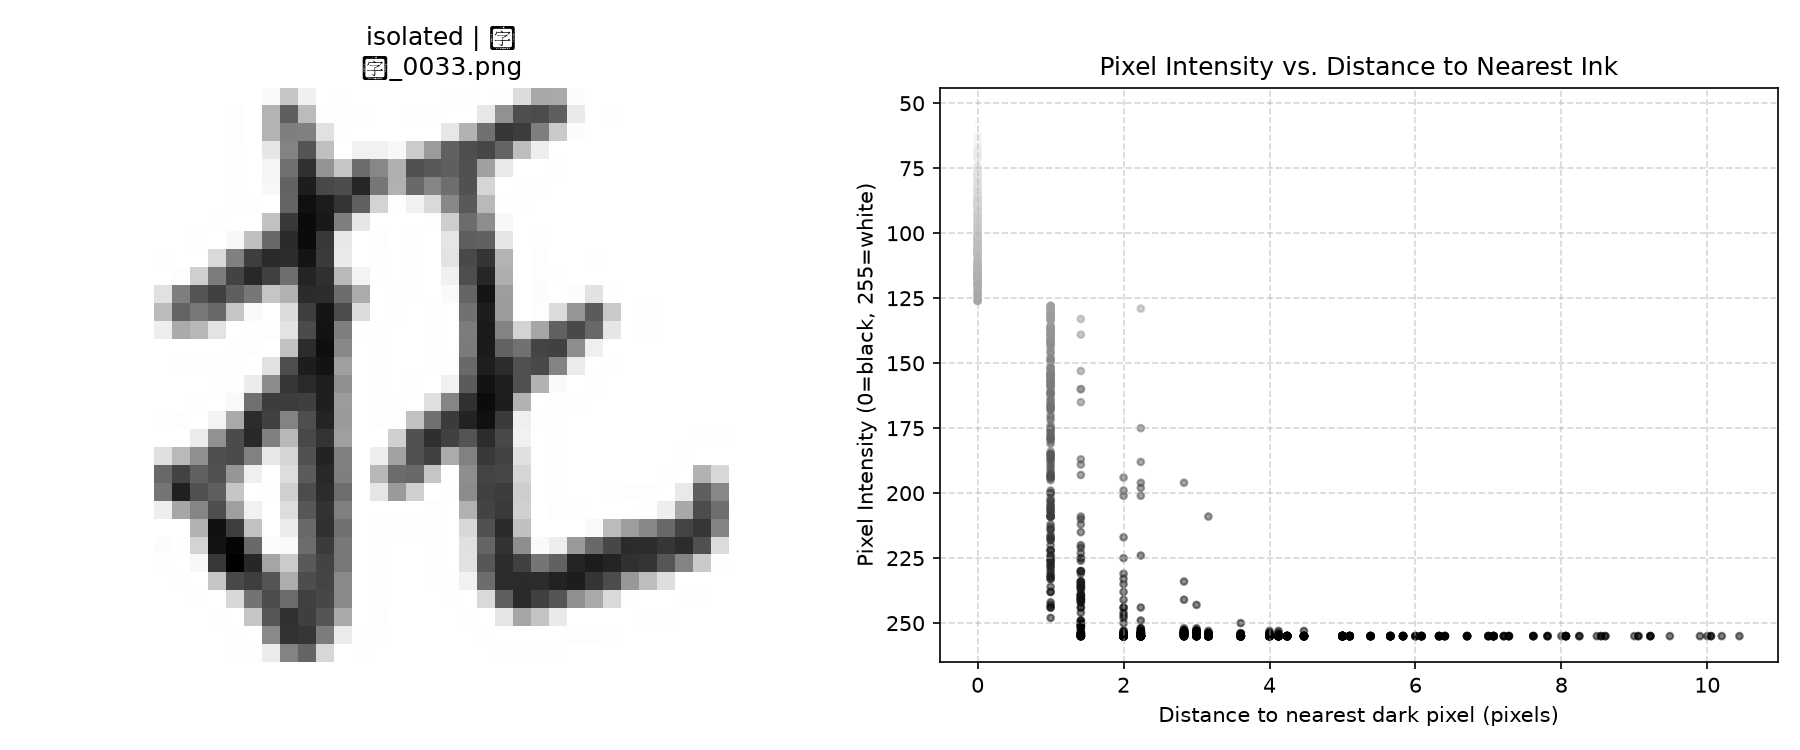 isolated |
_0033.png
托
Pixel Intensity vs. Distance to Nearest Ink
Pixel Intensity (0=black, 255=white)
50
75
100
125
150
175
200
225
250
0 2 4 6 8 10
Distance to nearest dark pixel (pixels)